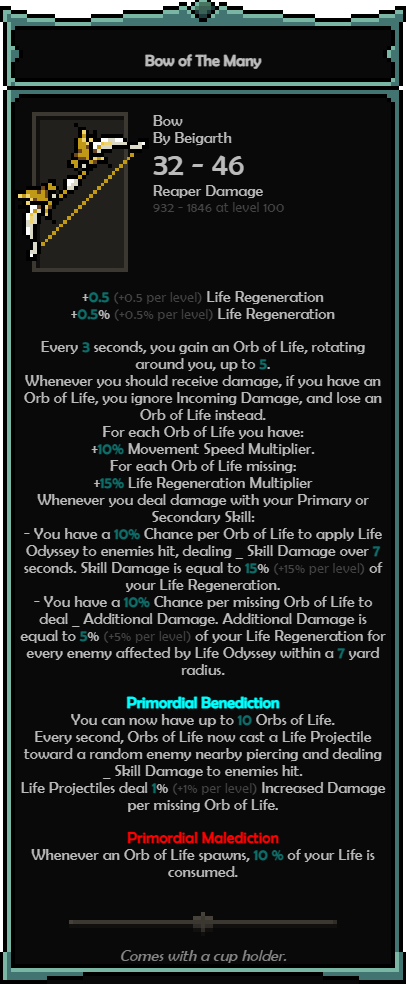 Bow of The Many
Bow
By Beigarth
32 - 46
Reaper Damage
932 - 1846 at level 100
+0.5 (+0.5 per level) Life Regeneration
+0.5% (+0.5% per level) Life Regeneration
Every 3 seconds, you gain an Orb of Life, rotating
around you, up to 5.
Whenever you should receive damage, if you have an
Orb of Life, you ignore Incoming Damage, and lose an
Orb of Life instead.
For each Orb of Life you have:
+10% Movement Speed Multiplier.
For each Orb of Life missing:
+15% Life Regeneration Multiplier
Whenever you deal damage with your Primary or
Secondary Skill:
- You have a 10% Chance per Orb of Life to apply Life
Odyssey to enemies hit, dealing _ Skill Damage over 7
seconds. Skill Damage is equal to 15% (+15% per level) of
your Life Regeneration.
- You have a 10% Chance per missing Orb of Life to
deal _ Additional Damage. Additional Damage is
equal to 5% (+5% per level) of your Life Regeneration for
every enemy affected by Life Odyssey within a 7 yard
radius.
Primordial Benediction
You can now have up to 10 Orbs of Life.
Every second, Orbs of Life now cast a Life Projectile
toward a random enemy nearby piercing and dealing
_ Skill Damage to enemies hit.
Life Projectiles deal 1% (+1% per level) Increased Damage
per missing Orb of Life.
Primordial Malediction
Whenever an Orb of Life spawns, 10 % of your Life is
consumed.
Comes with a cup holder.